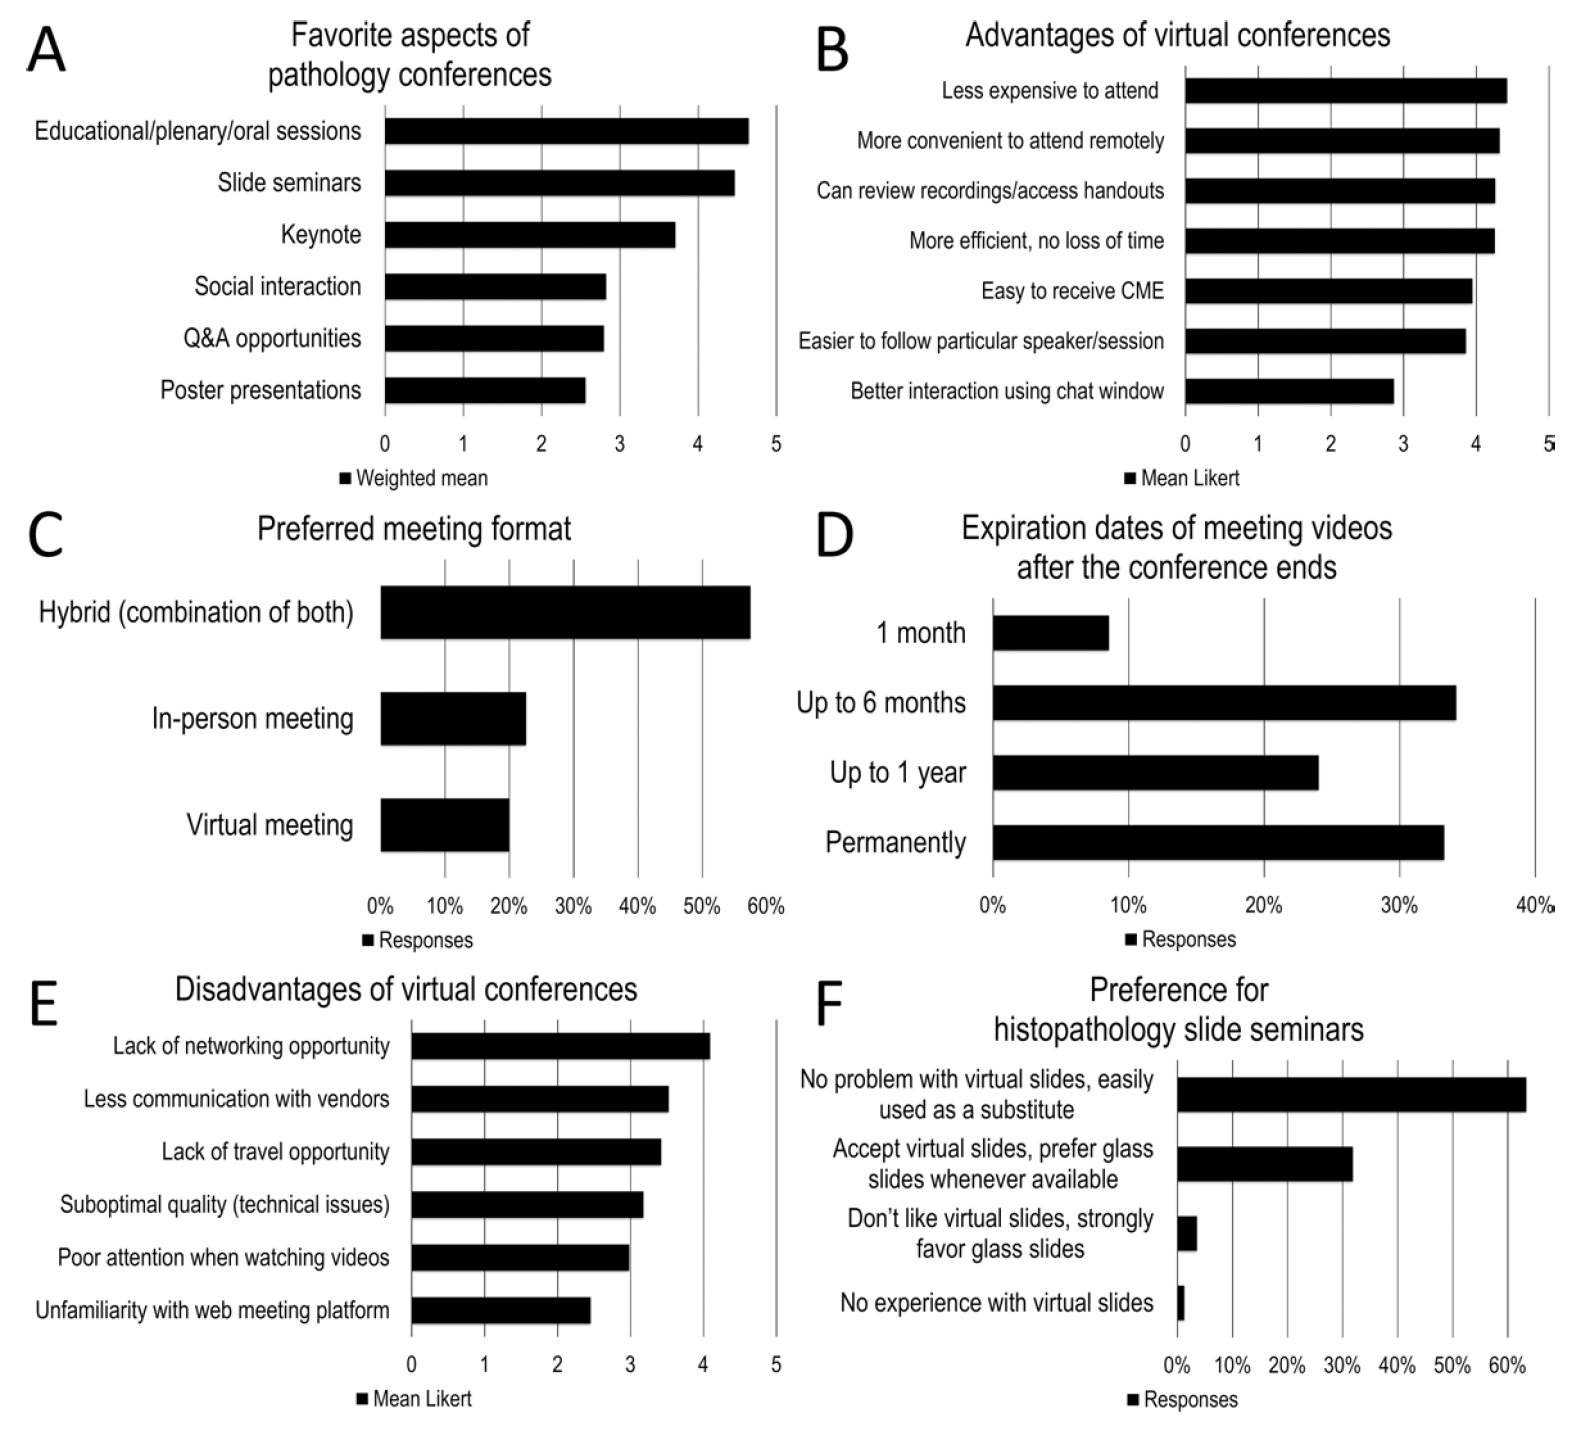 A
Favorite aspects of
pathology conferences
Educational/plenary/oral sessions
Slide seminars
Keynote
Social interaction
Q&A opportunities
Poster presentations
0 1 2 3 4 5
Weighted mean
B
Advantages of virtual conferences
Less expensive to attend
More convenient to attend remotely
Can review recordings/access handouts
More efficient, no loss of time
Easy to receive CME
Easier to follow particular speaker/session
Better interaction using chat window
0 1 2 3 4 5
Mean Likert
C
Preferred meeting format
Hybrid (combination of both)
In-person meeting
Virtual meeting
0% 10% 20% 30% 40% 50% 60%
Responses
D
Expiration dates of meeting videos
after the conference ends
1 month
Up to 6 months
Up to 1 year
Permanently
0% 10% 20% 30% 40%
Responses
E
Disadvantages of virtual conferences
Lack of networking opportunity
Less communication with vendors
Lack of travel opportunity
Suboptimal quality (technical issues)
Poor attention when watching videos
Unfamiliarity with web meeting platform
0 1 2 3 4 5
Mean Likert
F
Preference for
histopathology slide seminars
No problem with virtual slides, easily
used as a substitute
Accept virtual slides, prefer glass
slides whenever available
Don't like virtual slides, strongly
favor glass slides
No experience with virtual slides
0% 10% 20% 30% 40% 50% 60%
Responses